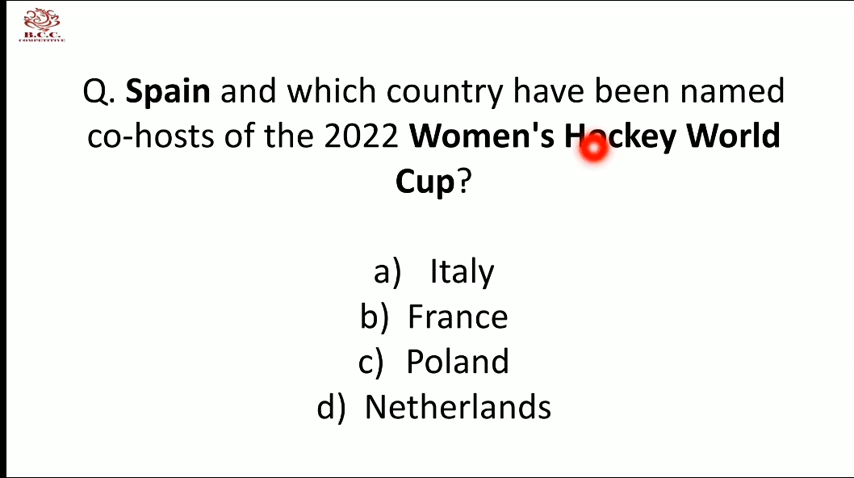 B.C.C.
COMPETITIVE
Q. Spain and which country have been named
co-hosts of the 2022 Women's Hockey World
Cup?
a) Italy
b) France
c) Poland
d) Netherlands